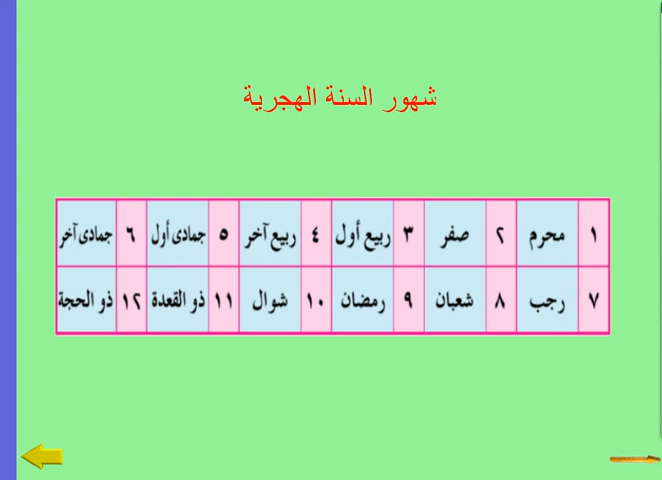 شهور السنة الهجرية
١ محرم ٢ صفر ٣ ربيع أول ٤ ربيع آخر ٥ جمادى أول ٦ جمادى آخر
٧ رجب ٨ شعبان ٩ رمضان ١٠ شوال ١١ ذو القعدة ١٢ ذو الحجة